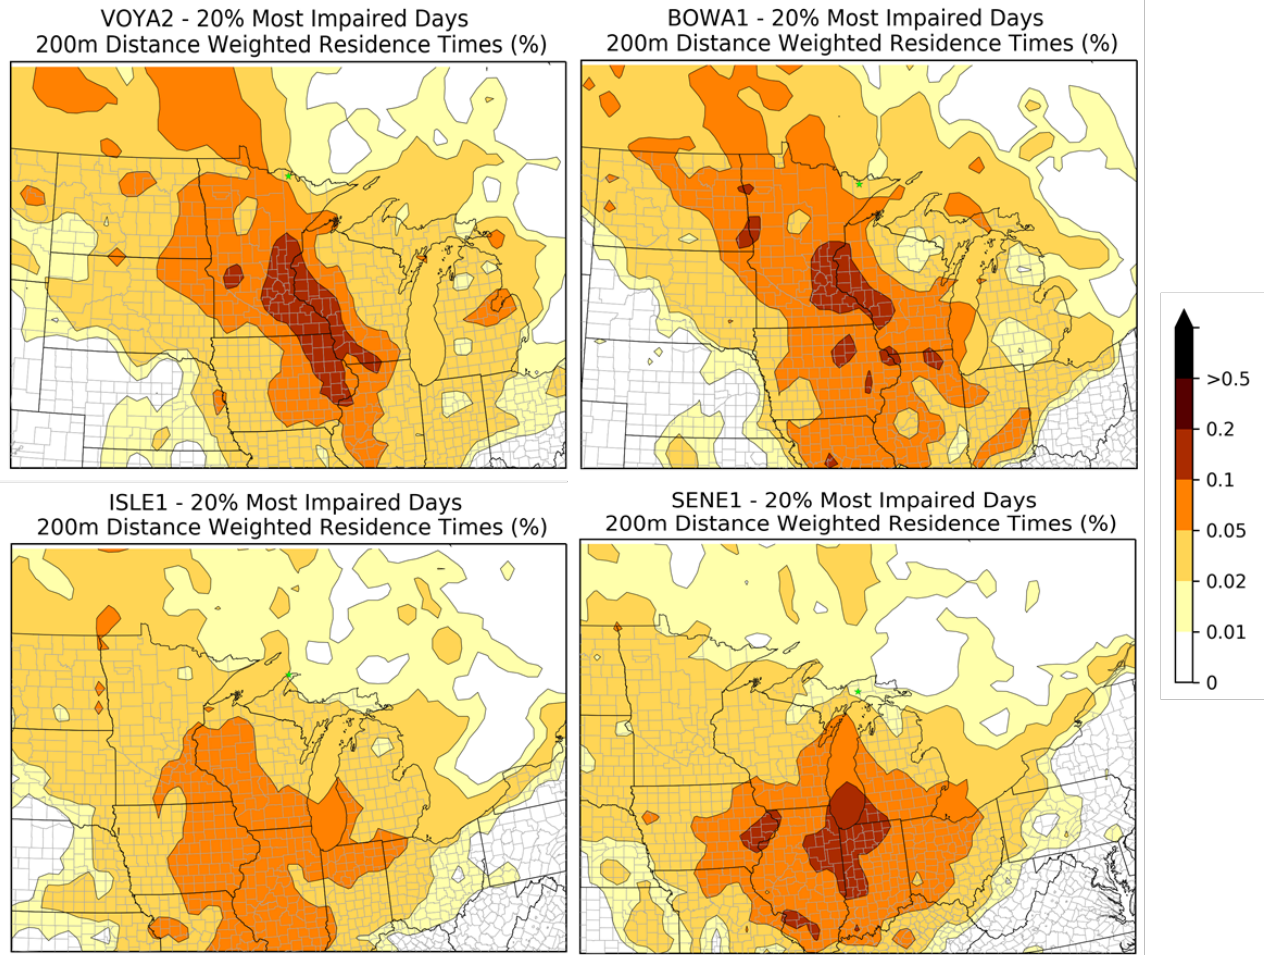 VOYA2 - 20% Most Impaired Days
200m Distance Weighted Residence Times (%)
BOWA1 - 20% Most Impaired Days
200m Distance Weighted Residence Times (%)
ISLE1 - 20% Most Impaired Days
200m Distance Weighted Residence Times (%)
SENE1 - 20% Most Impaired Days
200m Distance Weighted Residence Times (%)
>0.5
0.2
0.1
0.05
0.02
0.01
0